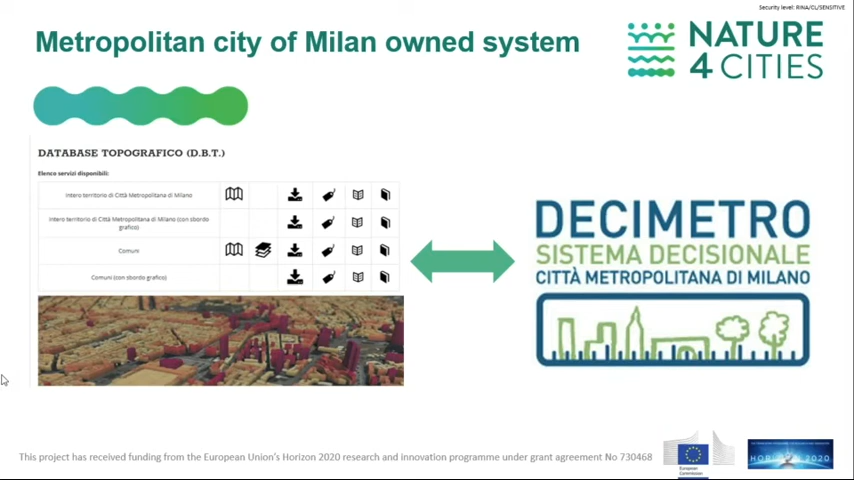 Security level: RINA/CL/SENSITIVE
Metropolitan city of Milan owned system
NATURE
4 CITIES
DATABASE TOPOGRAFICO (D.B.T.)
Elenco servizi disponibili:
Intero territorio di Città Metropolitana di Milano
Intero territorio di Città Metropolitana di Milano (con sbordo
grafico)
Comuni
Comuni (con sbordo grafico)
DECIMETRO
SISTEMA DECISIONALE
CITTÀ METROPOLITANA DI MILANO
This project has received funding from the European Union's Horizon 2020 research and innovation programme under grant agreement No 730468
European
Commission
HORIZON 2020